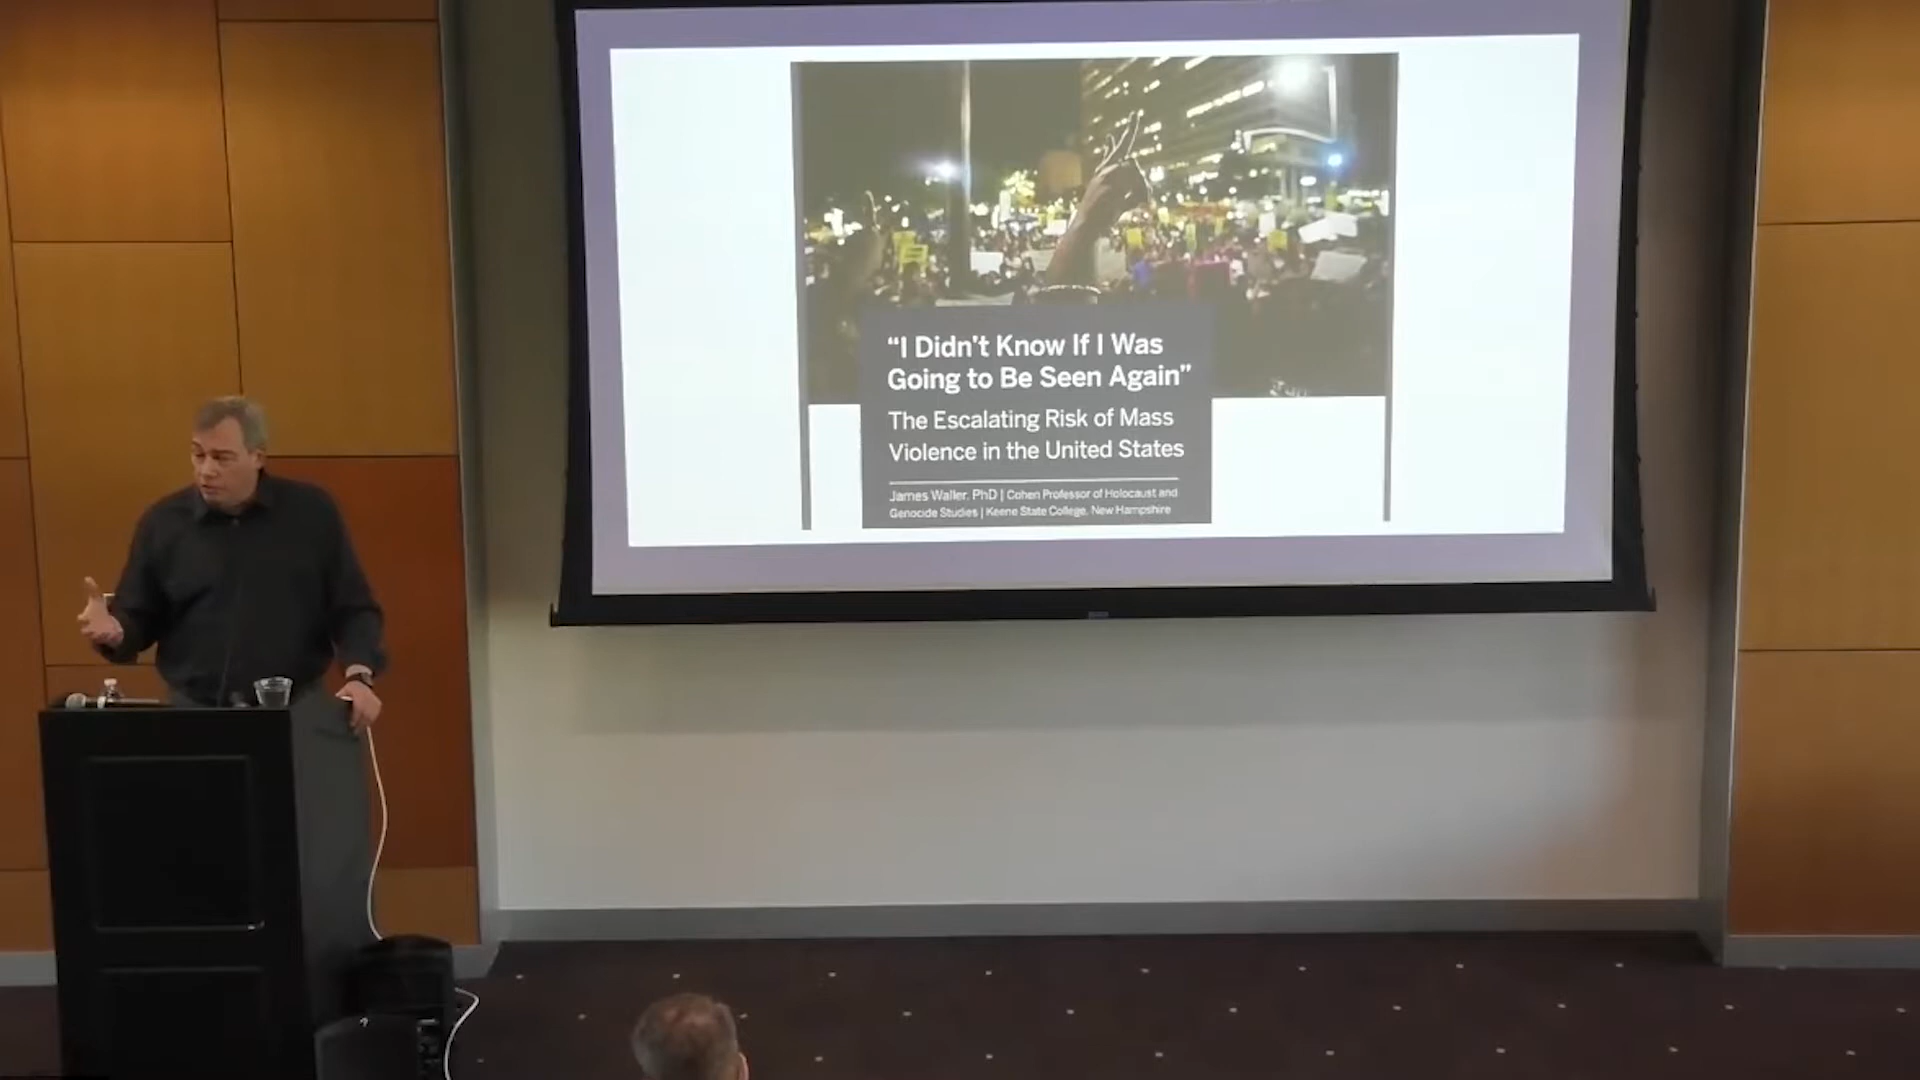 “I Didn’t Know If I Was
Going to Be Seen Again”
The Escalating Risk of Mass
Violence in the United States
James Waller, PhD | Cohen Professor of Holocaust and
Genocide Studies | Keene State College, New Hampshire